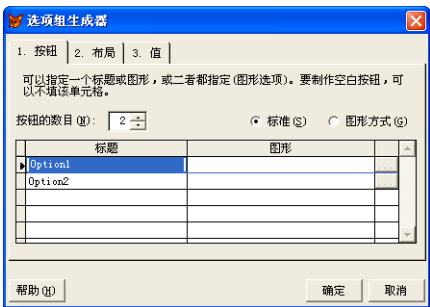 选项组生成器
1. 按钮 2. 布局 3. 值
可以指定一个标题或图形，或二者都指定(图形选项)。要制作空白按钮，可
以不填该单元格。
按钮的数目(N): 2 标准(S) 图形方式(G)
标题 图形
Option1 ...
Option2 ...
帮助(H) 确定 取消